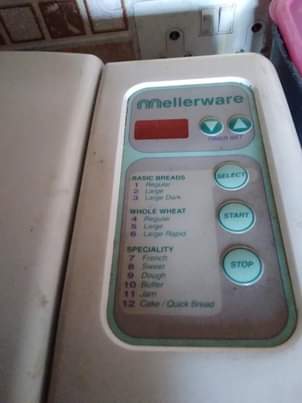 mellerware
TIMER SET
BASIC BREADS
1 Regular
2 Large
3 Large Dark
SELECT
WHOLE WHEAT
4 Regular
5 Large
6 Large Rapid
START
SPECIALITY
7 French
8 Sweet
9 Dough
10 Butter
11 Jam
12 Cake / Quick Bread
STOP